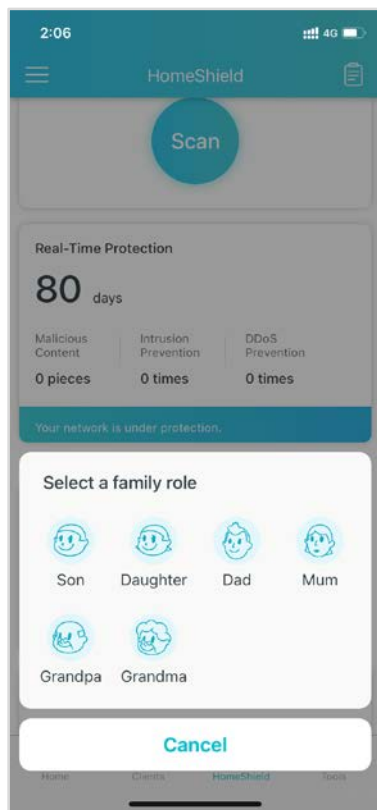 2:06
4G
HomeShield
Scan
Real-Time Protection
80 days
Malicious Content
Intrusion Prevention
DDoS Prevention
0 pieces
0 times
0 times
Your network is under protection.
Select a family role
Son
Daughter
Dad
Mum
Grandpa
Grandma
Cancel
Home
Clients
HomeShield
Tools